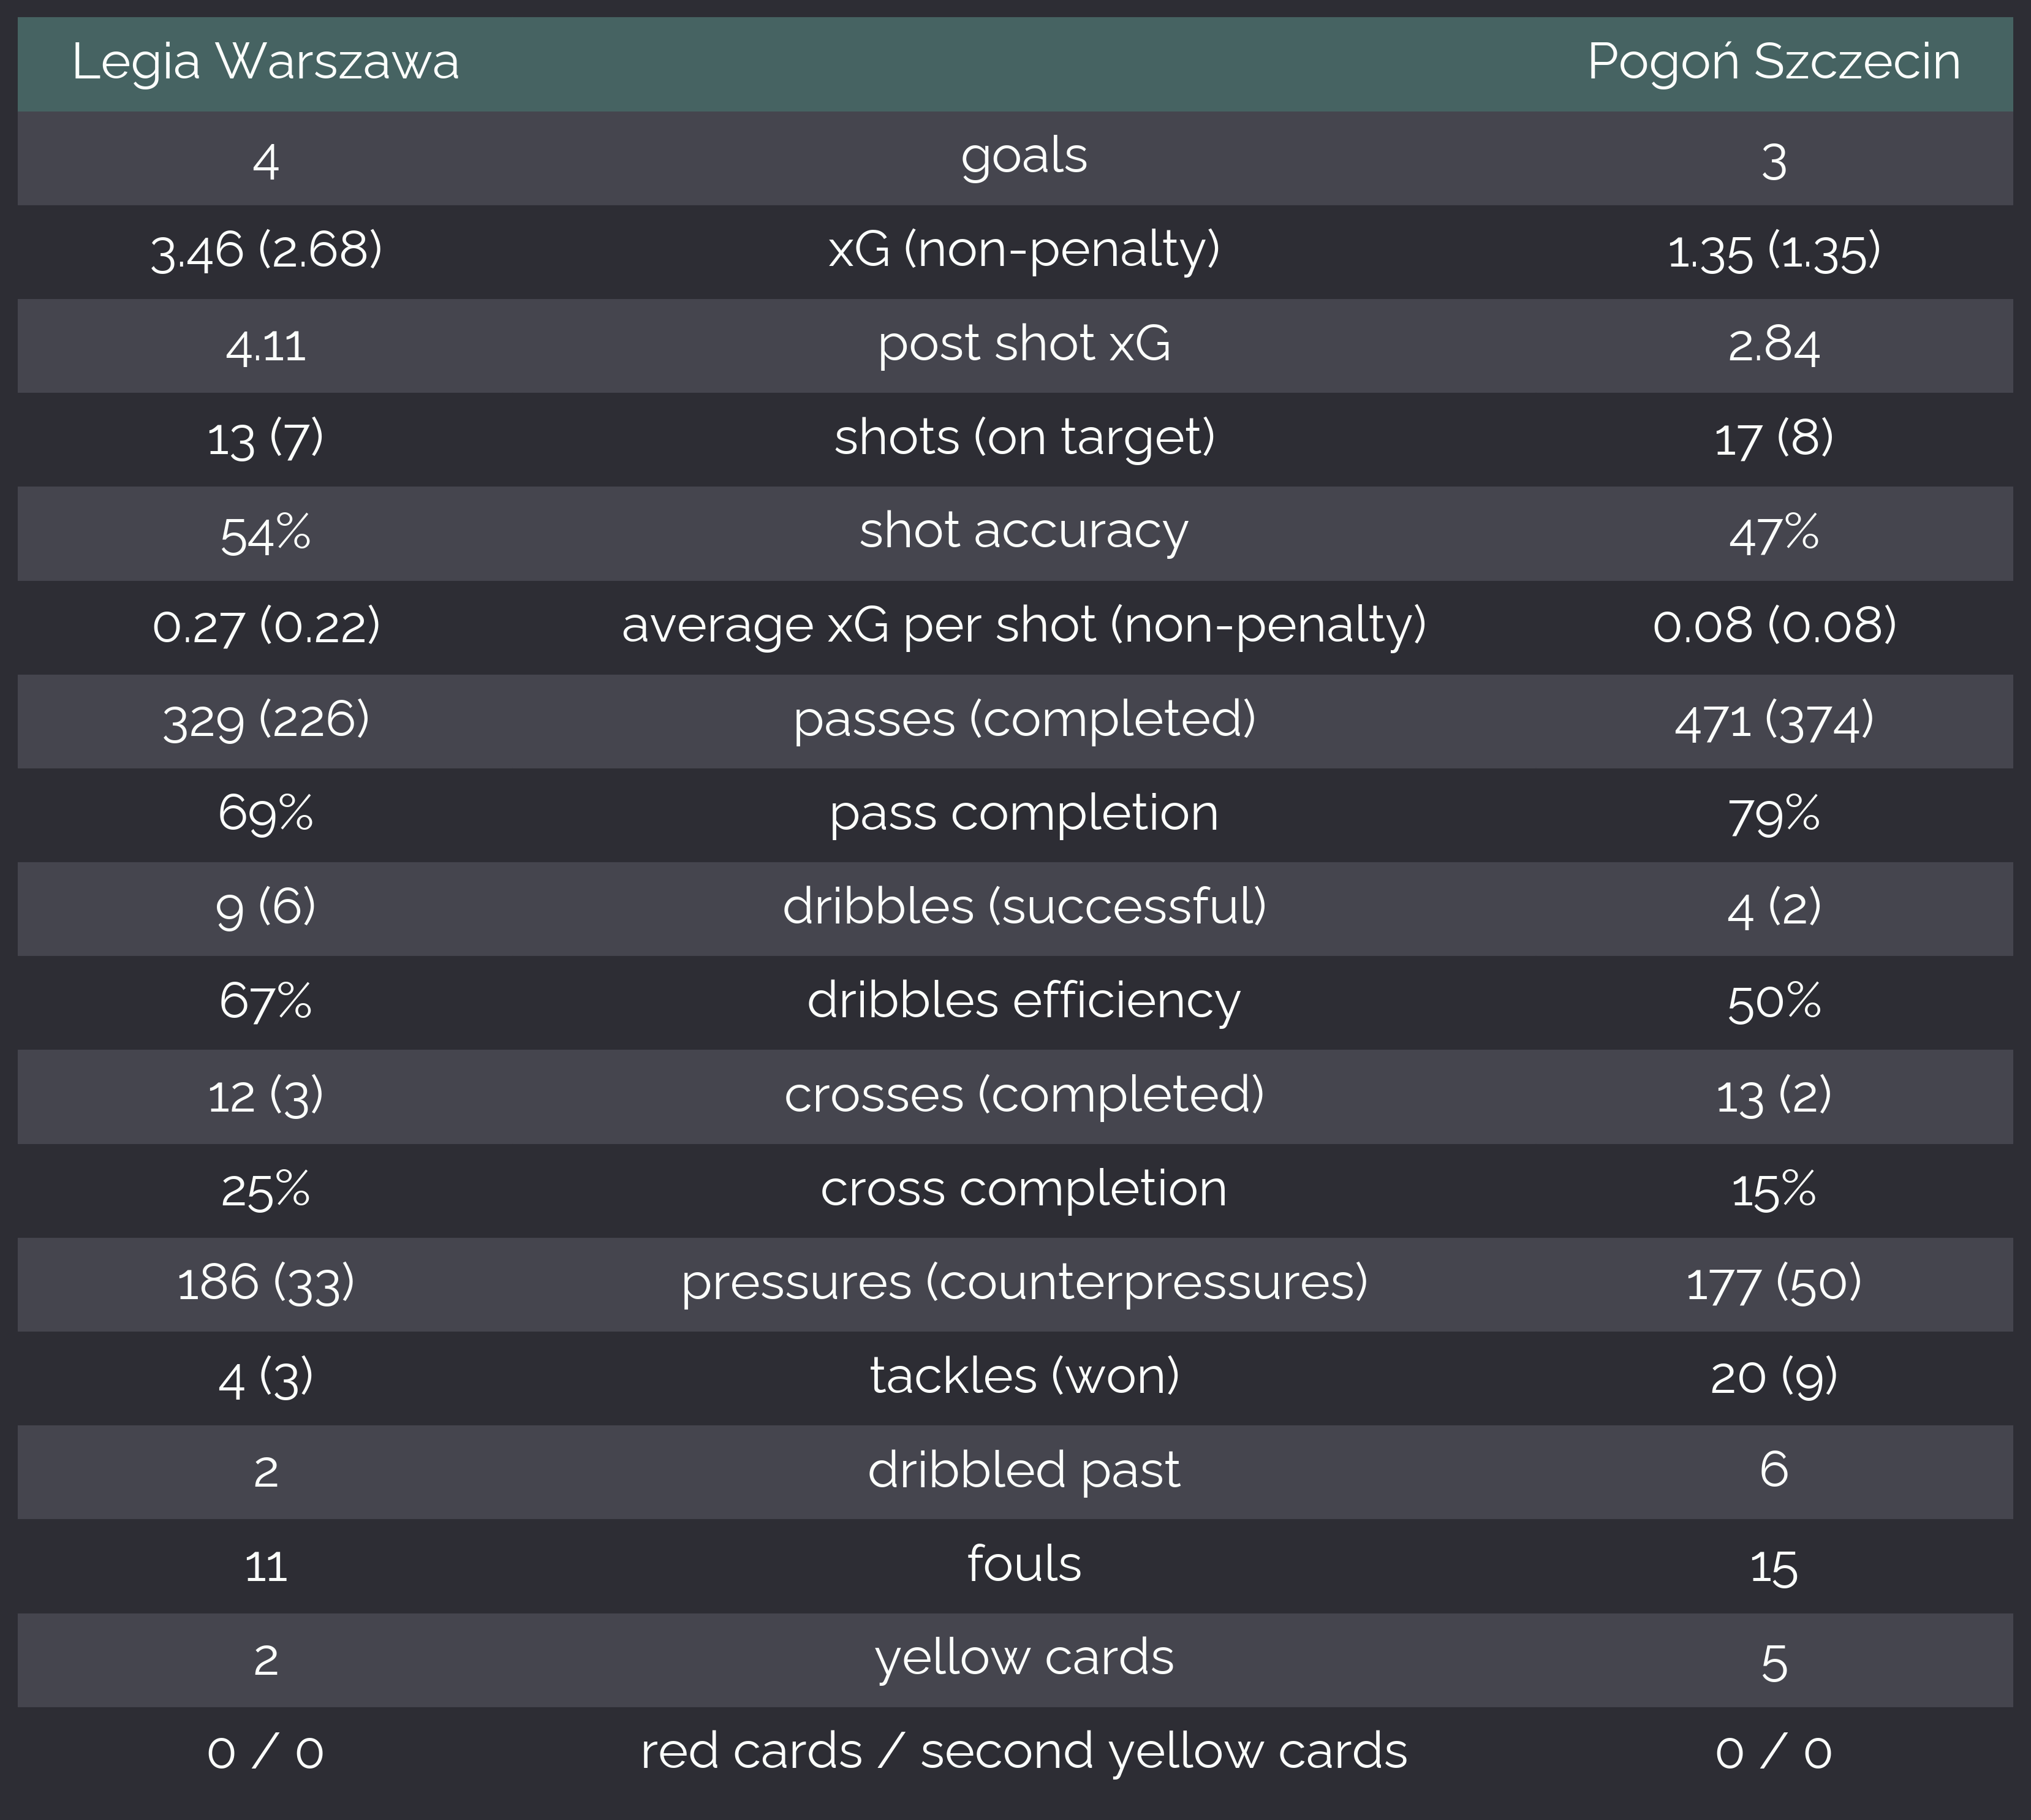 Legia Warszawa Pogoń Szczecin
4 goals 3
3.46 (2.68) xG (non-penalty) 1.35 (1.35)
4.11 post shot xG 2.84
13 (7) shots (on target) 17 (8)
54% shot accuracy 47%
0.27 (0.22) average xG per shot (non-penalty) 0.08 (0.08)
329 (226) passes (completed) 471 (374)
69% pass completion 79%
9 (6) dribbles (successful) 4 (2)
67% dribbles efficiency 50%
12 (3) crosses (completed) 13 (2)
25% cross completion 15%
186 (33) pressures (counterpressures) 177 (50)
4 (3) tackles (won) 20 (9)
2 dribbled past 6
11 fouls 15
2 yellow cards 5
0 / 0 red cards / second yellow cards 0 / 0